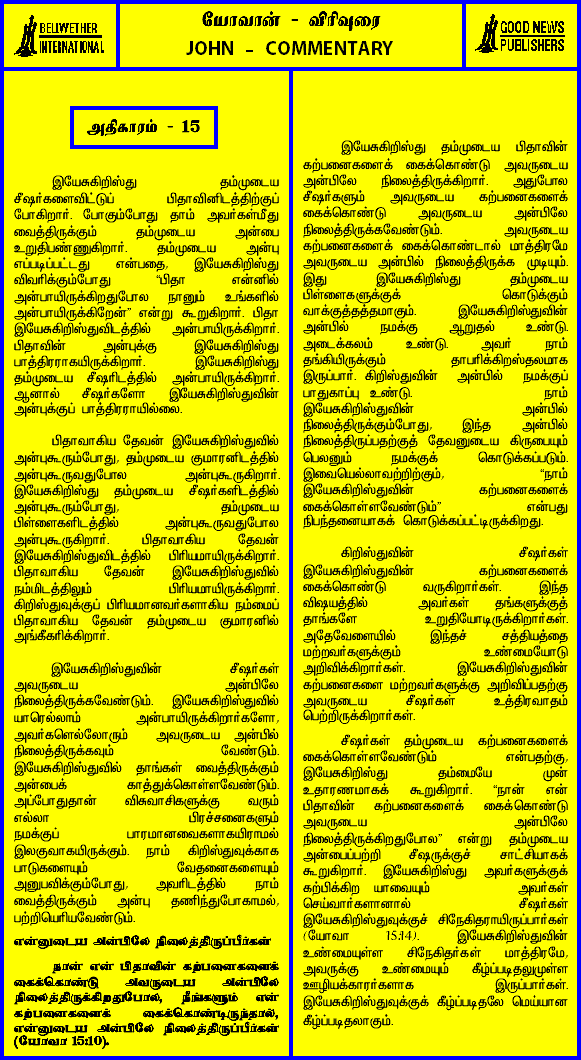 BELWETHER
INTERNATIONAL
யோவான் - விரிவுரை
JOHN - COMMENTARY
GOOD NEWS
PUBLISHERS
அதிகாரம் - 15
இயேசுகிறிஸ்து தம்முடைய
சீஷர்களைவிட்டுப் பிதாவினிடத்திற்குப்
போகிறார். போகும்போது தாம் அவர்கள்மீது
வைத்திருக்கும் தம்முடைய அன்பை
உறுதிபண்ணுகிறார். தம்முடைய அன்பு
எப்படிப்பட்டது என்பதை, இயேசுகிறிஸ்து
விவரிக்கும்போது “பிதா என்னில்
அன்பாயிருக்கிறதுபோல நானும் உங்களில்
அன்பாயிருக்கிறேன்” என்று கூறுகிறார். பிதா
இயேசுகிறிஸ்துவிடத்தில் அன்பாயிருக்கிறார்.
பிதாவின் அன்புக்கு இயேசுகிறிஸ்து
பாத்திரராகயிருக்கிறார். இயேசுகிறிஸ்து
தம்முடைய சீஷரிடத்தில் அன்பாயிருக்கிறார்.
ஆனால் சீஷர்களோ இயேசுகிறிஸ்துவின்
அன்புக்குப் பாத்திரராயில்லை.
பிதாவாகிய தேவன் இயேசுகிறிஸ்துவில்
அன்புகூரும்போது, தம்முடைய குமாரனிடத்தில்
அன்புகூருவதுபோல அன்புகூருகிறார்.
இயேசுகிறிஸ்து தம்முடைய சீஷர்களிடத்தில்
அன்புகூரும்போது, தம்முடைய
பிள்ளைகளிடத்தில் அன்புகூருவதுபோல
அன்புகூருகிறார். பிதாவாகிய தேவன்
இயேசுகிறிஸ்துவிடத்தில் பிரியமாயிருக்கிறார்.
பிதாவாகிய தேவன் இயேசுகிறிஸ்துவில்
நம்மிடத்திலும் பிரியமாயிருக்கிறார்.
கிறிஸ்துவுக்குப் பிரியமானவர்களாகிய நம்மைப்
பிதாவாகிய தேவன் தம்முடைய குமாரனில்
அங்கீகரிக்கிறார்.
இயேசுகிறிஸ்துவின் சீஷர்கள்
அவருடைய அன்பிலே
நிலைத்திருக்கவேண்டும். இயேசுகிறிஸ்துவில்
யாரெல்லாம் அன்பாயிருக்கிறார்களோ,
அவர்களெல்லோரும் அவருடைய அன்பில்
நிலைத்திருக்கவும் வேண்டும்.
இயேசுகிறிஸ்துவில் தாங்கள் வைத்திருக்கும்
அன்பைக் காத்துக்கொள்ளவேண்டும்.
அப்போதுதான் விசுவாசிகளுக்கு வரும்
எல்லா பிரச்சனைகளும்
நமக்குப் பாரமானவைகளாகயிராமல்
இலகுவாகயிருக்கும். நாம் கிறிஸ்துவுக்காக
பாடுகளையும் வேதனைகளையும்
அனுபவிக்கும்போது, அவரிடத்தில் நாம்
வைத்திருக்கும் அன்பு தணிந்துபோகாமல்,
பற்றியெரியவேண்டும்.
என்னுடைய அன்பிலே நிலைத்திருப்பீர்கள்
நான் என் பிதாவின் கற்பனைகளைக்
கைக்கொண்டு அவருடைய அன்பிலே
நிலைத்திருக்கிறதுபோல, நீங்களும் என்
கற்பனைகளைக் கைக்கொண்டிருந்தால்,
என்னுடைய அன்பிலே நிலைத்திருப்பீர்கள்
(யோவா 15:10).
இயேசுகிறிஸ்து தம்முடைய பிதாவின்
கற்பனைகளைக் கைக்கொண்டு அவருடைய
அன்பிலே நிலைத்திருக்கிறார். அதுபோல
சீஷர்களும் அவருடைய கற்பனைகளைக்
கைக்கொண்டு அவருடைய அன்பிலே
நிலைத்திருக்கவேண்டும். அவருடைய
கற்பனைகளைக் கைக்கொண்டால் மாத்திரமே
அவருடைய அன்பில் நிலைத்திருக்க முடியும்.
இது இயேசுகிறிஸ்து தம்முடைய
பிள்ளைகளுக்குக் கொடுக்கும்
வாக்குத்தத்தமாகும். இயேசுகிறிஸ்துவின்
அன்பில் நமக்கு ஆறுதல் உண்டு.
அடைக்கலம் உண்டு. அவர் நாம்
தங்கியிருக்கும் தாபரிக்கிறஸ்தலமாக
இருப்பார். கிறிஸ்துவின் அன்பில் நமக்குப்
பாதுகாப்பு உண்டு. நாம்
இயேசுகிறிஸ்துவின் அன்பில்
நிலைத்திருக்கும்போது, இந்த அன்பில்
நிலைத்திருப்பதற்குத் தேவனுடைய கிருபையும்
பெலனும் நமக்குக் கொடுக்கப்படும்.
இவையெல்லாவற்றிற்கும், “நாம்
இயேசுகிறிஸ்துவின் கற்பனைகளைக்
கைக்கொள்ளவேண்டும்” என்பது
நிபந்தனையாகக் கொடுக்கப்பட்டிருக்கிறது.
கிறிஸ்துவின் சீஷர்கள்
இயேசுகிறிஸ்துவின் கற்பனைகளைக்
கைக்கொண்டு வருகிறார்கள். இந்த
விஷயத்தில் அவர்கள் தங்களுக்குத்
தாங்களே உறுதியோடிருக்கிறார்கள்.
அதேவேளையில் இந்தச் சத்தியத்தை
மற்றவர்களுக்கும் உண்மையோடு
அறிவிக்கிறார்கள். இயேசுகிறிஸ்துவின்
கற்பனைகளை மற்றவர்களுக்கு அறிவிப்பதற்கு
அவருடைய சீஷர்கள் உத்திரவாதம்
பெற்றிருக்கிறார்கள்.
சீஷர்கள் தம்முடைய கற்பனைகளைக்
கைக்கொள்ளவேண்டும் என்பதற்கு,
இயேசுகிறிஸ்து தம்மையே முன்
உதாரணமாகக் கூறுகிறார். “நான் என்
பிதாவின் கற்பனைகளைக் கைக்கொண்டு
அவருடைய அன்பிலே
நிலைத்திருக்கிறதுபோல” என்று தம்முடைய
அன்பைப்பற்றி சீஷருக்குச் சாட்சியாகக்
கூறுகிறார். இயேசுகிறிஸ்து அவர்களுக்குக்
கற்பிக்கிற யாவையும் அவர்கள்
செய்வார்களானால் சீஷர்கள்
இயேசுகிறிஸ்துவுக்குச் சிநேகிதராயிருப்பார்கள்
(யோவா 15:14). இயேசுகிறிஸ்துவின்
உண்மையுள்ள சிநேகிதர்கள் மாத்திரமே,
அவருக்கு உண்மையும் கீழ்ப்படிதலுமுள்ள
ஊழியக்காரர்களாக இருப்பார்கள்.
இயேசுகிறிஸ்துவுக்குக் கீழ்ப்படிதலே மெய்யான
கீழ்ப்படிதலாகும்.